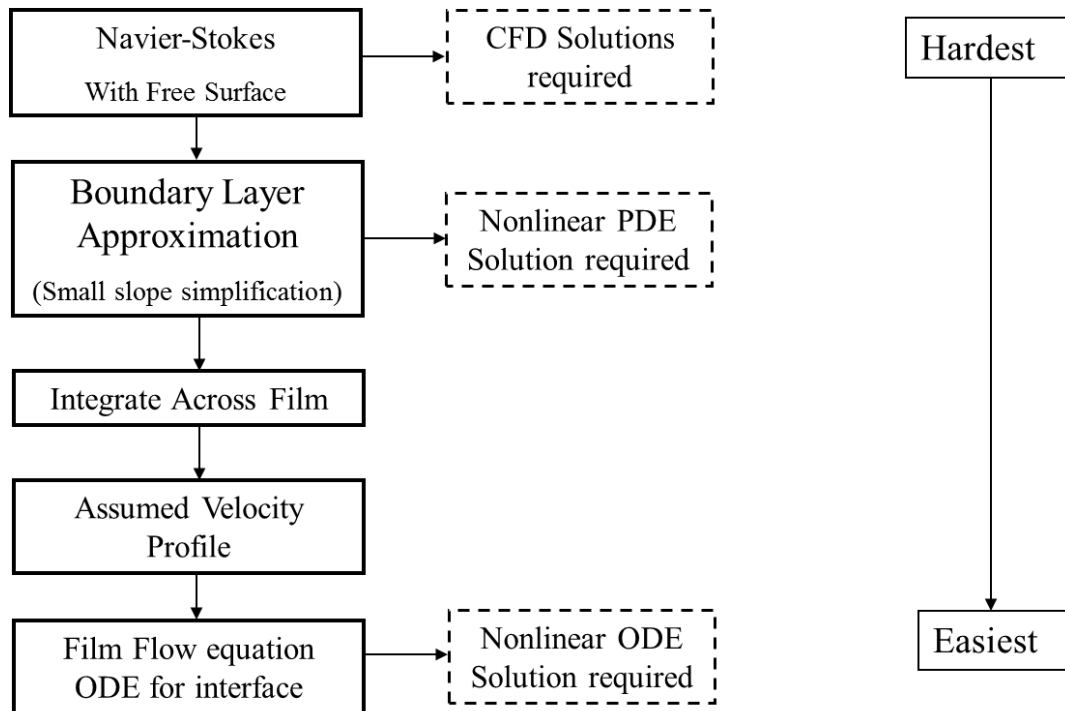 Navier-Stokes
With Free Surface
CFD Solutions
required
Hardest
Boundary Layer
Approximation
(Small slope simplification)
Nonlinear PDE
Solution required
Integrate Across Film
Assumed Velocity
Profile
Film Flow equation
ODE for interface
Nonlinear ODE
Solution required
Easiest